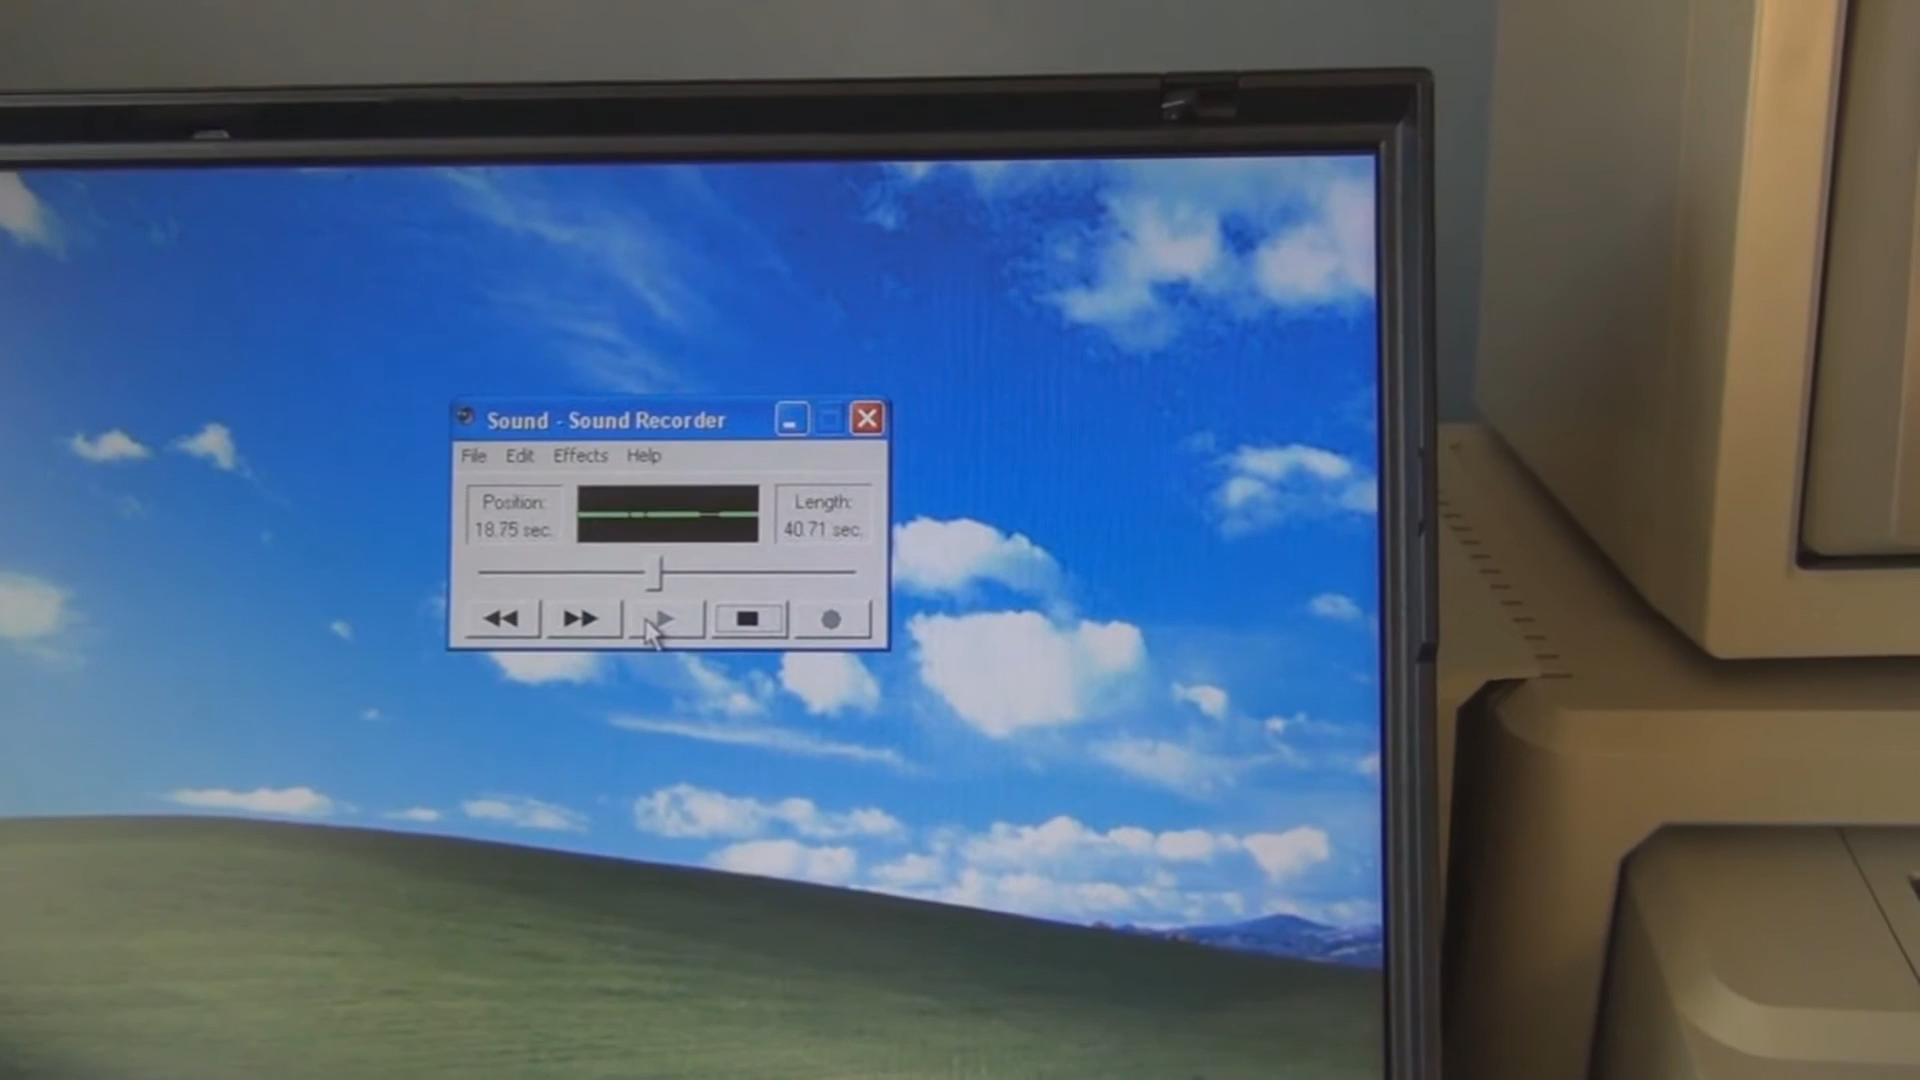 Sound - Sound Recorder
File Edit Effects Help
Position: Length:
18.75 sec. 40.71 sec.